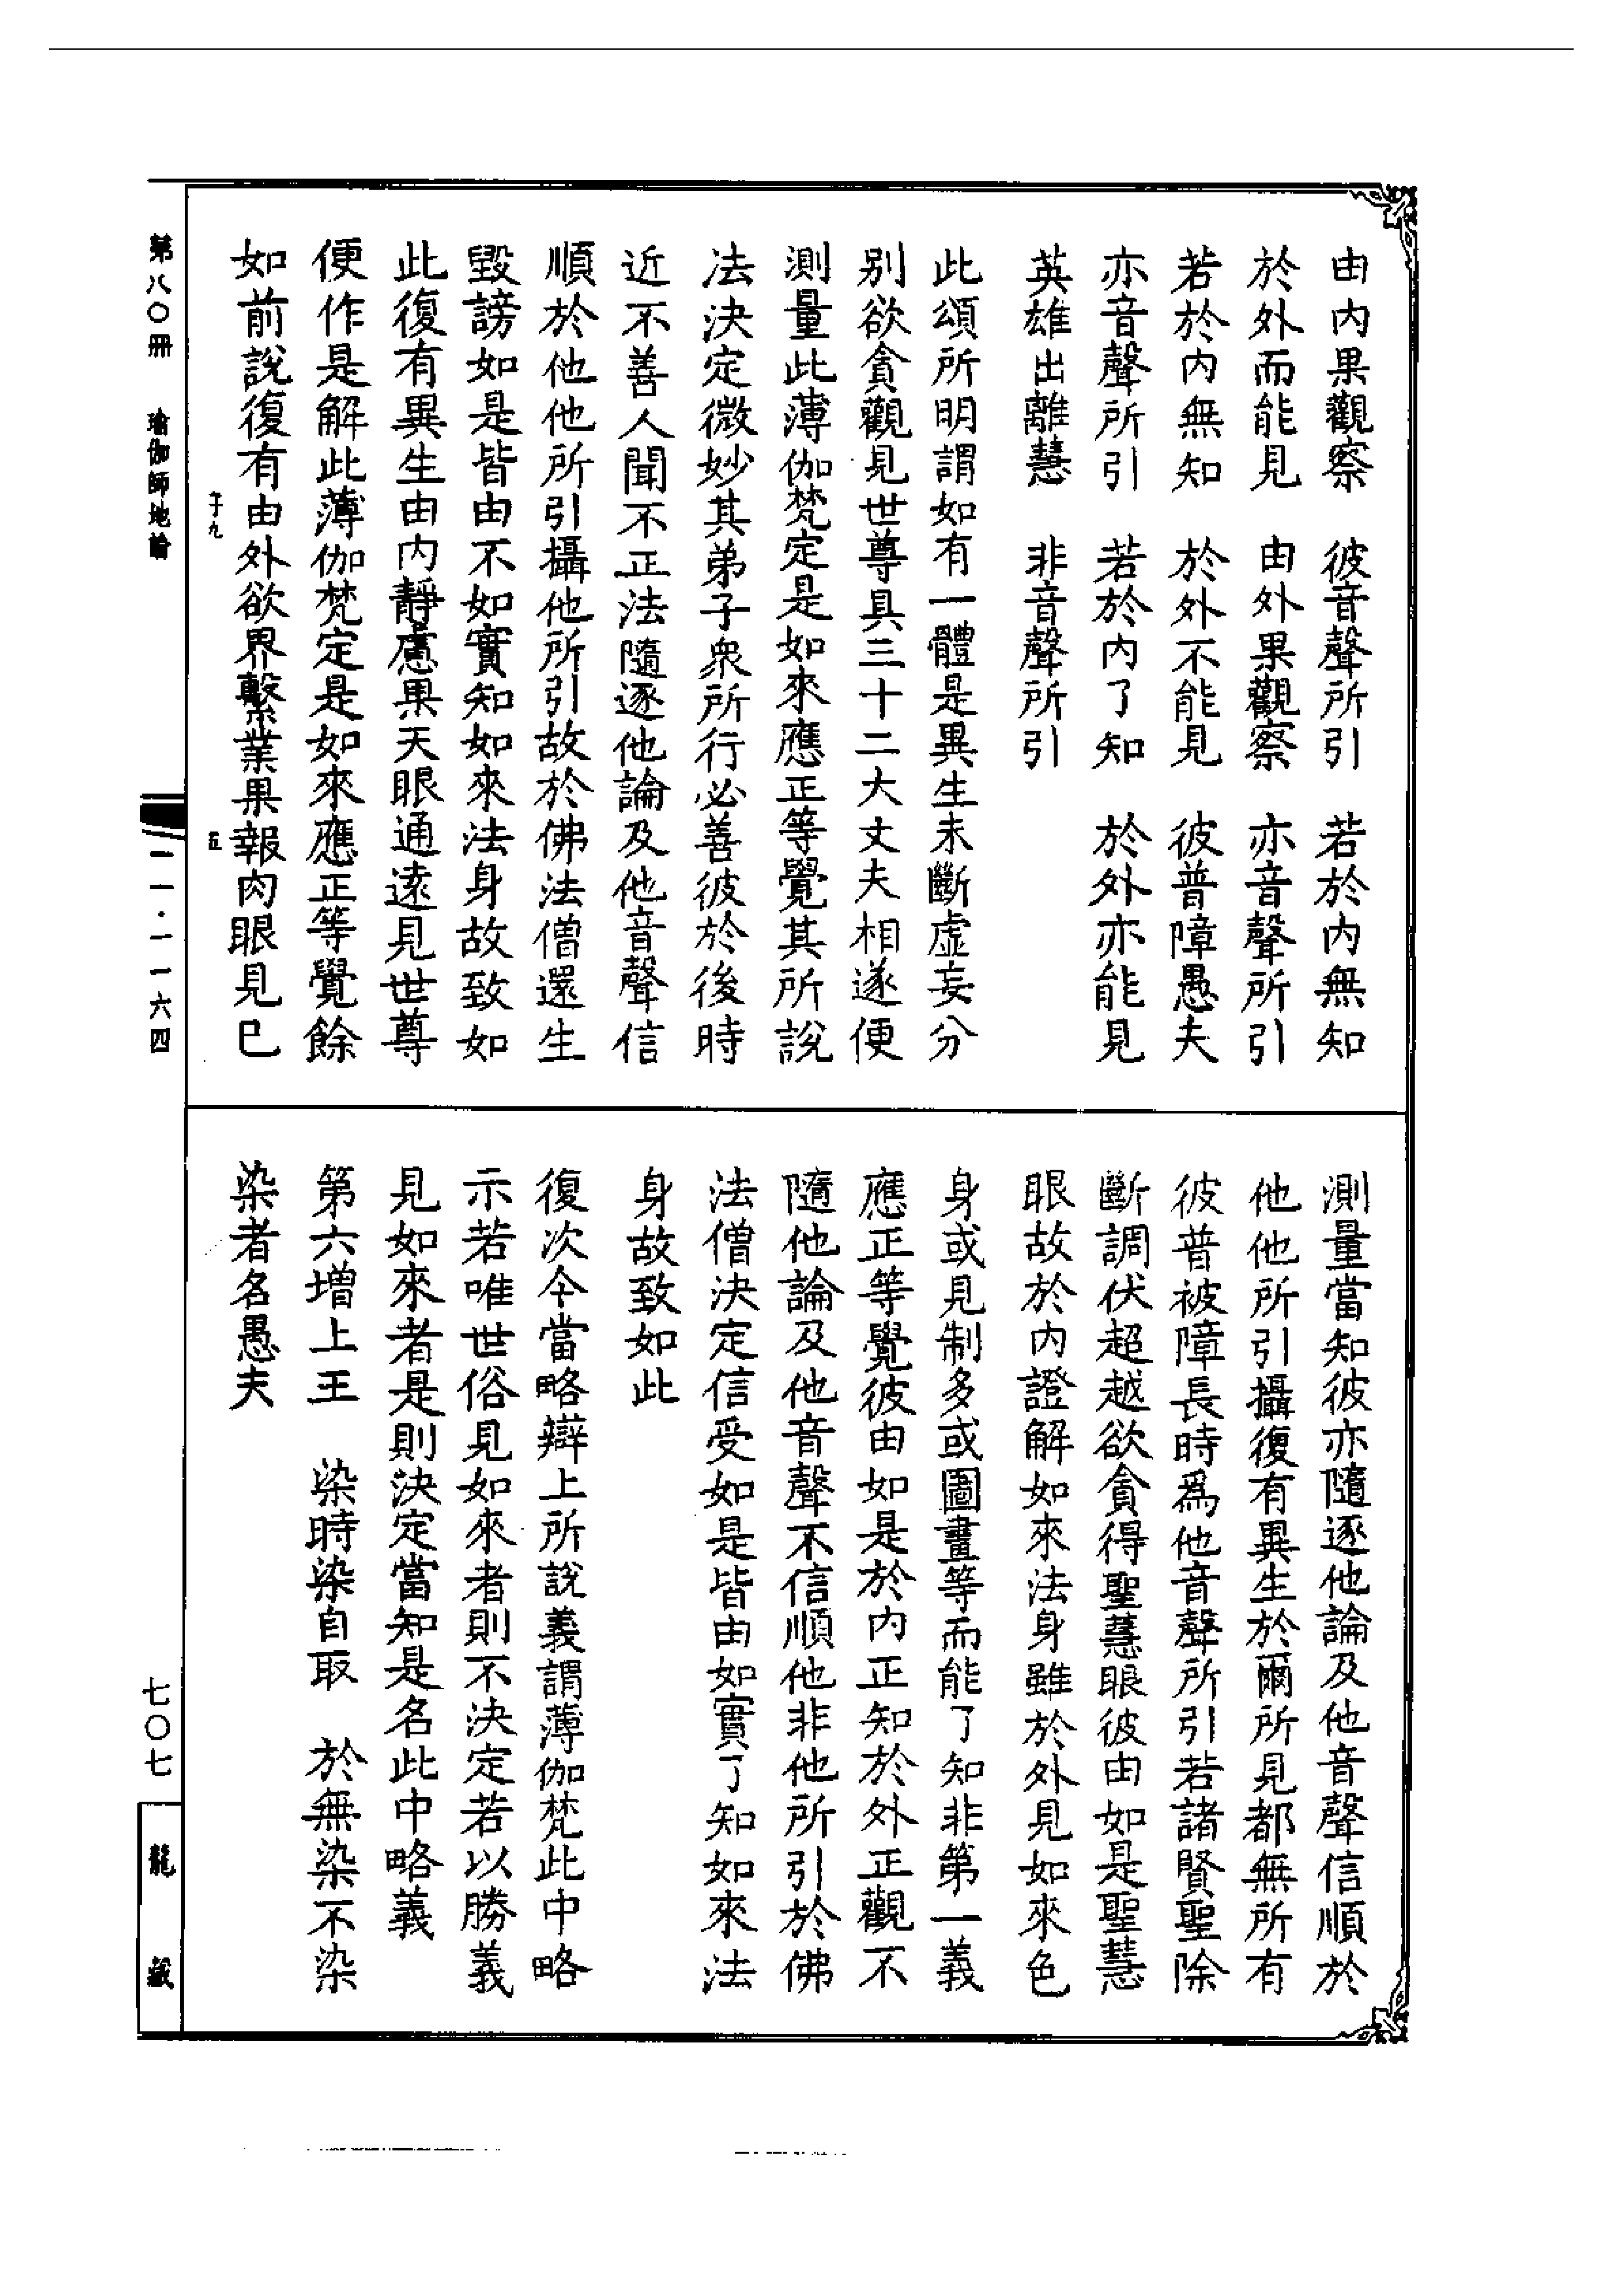 由内果觀察　彼音聲所引　若於内無知
於外而能見　由外果觀察　亦音聲所引
若於内無知　於外不能見　彼普障愚夫
亦音聲所引　若於内了知　於外亦能見
英雄出離慧　非音聲所引
此頌所明謂如有一體是異生未斷虛妄分
别欲貪觀見世尊具三十二大丈夫相遂便
測量此薄伽梵定是如來應正等覺其所說
法決定微妙其弟子衆所行必善彼於後時
近不善人聞不正法隨逐他論及他音聲信
順於他他所引攝他所引故於佛法僧還生
毀謗如是皆由不如實知如來法身故致如
此復有異生由内靜慮果天眼通遠見世尊
便作是解此薄伽梵定是如來應正等覺餘
如前說復有由外欲界繫業果報肉眼見巳
測量當知彼亦隨逐他論及他音聲信順於
他他所引攝復有異生於爾所見都無所有
彼普被障長時爲他音聲所引若諸賢聖除
斷調伏超越欲貪得聖慧眼彼由如是聖慧
眼故於内證解如來法身雖於外見如來色
身或見制多或圖畫等而能了知非第一義
應正等覺彼由如是於内正知於外正觀不
隨他論及他音聲不信順他非他所引於佛
法僧決定信受如是皆由如實了知如來法
身故致如此
復次今當略辯上所說義謂薄伽梵此中略
示若唯世俗見如來者則不決定若以勝義
見如來者是則決定當知是名此中略義
第六增上王　染時染自取　於無染不染
染者名愚夫
子九　五
第八〇冊　瑜伽師地論　二一·一一六四　七〇七　龍藏